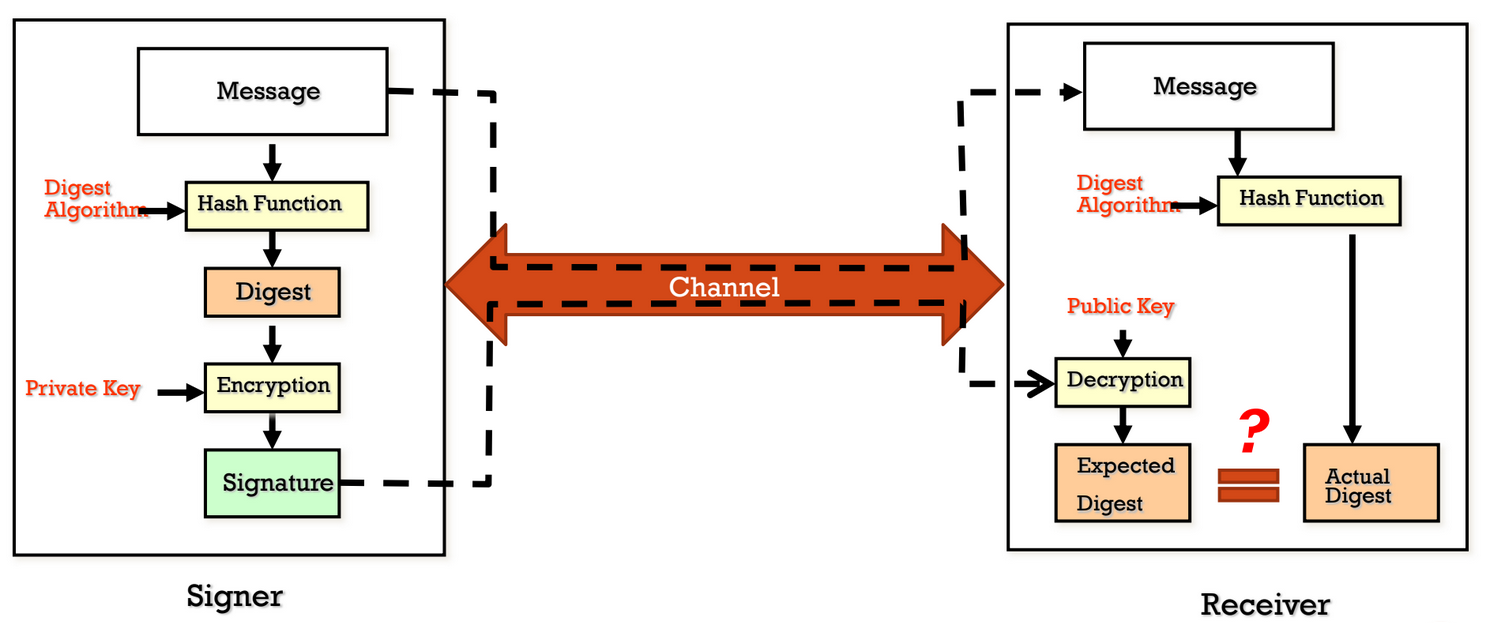 Message
Digest
Algorithm
Hash Function
Digest
Private Key
Encryption
Signature
Signer
Channel
Message
Digest
Algorithm
Hash Function
Public Key
Decryption
Expected
Digest
?
Actual
Digest
Receiver